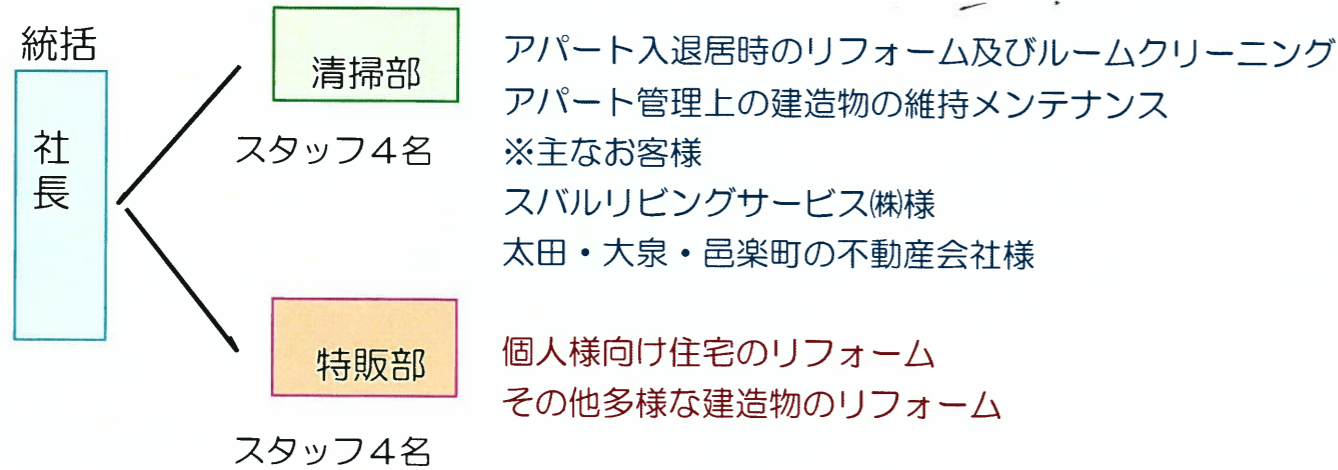 統括
社長
清掃部
スタッフ４名
アパート入退居時のリフォーム及びルームクリーニング
アパート管理上の建造物の維持メンテナンス
※主なお客様
スバルリビングサービス㈱様
太田・大泉・邑楽町の不動産会社様
特販部
スタッフ４名
個人様向け住宅のリフォーム
その他多様な建造物のリフォーム